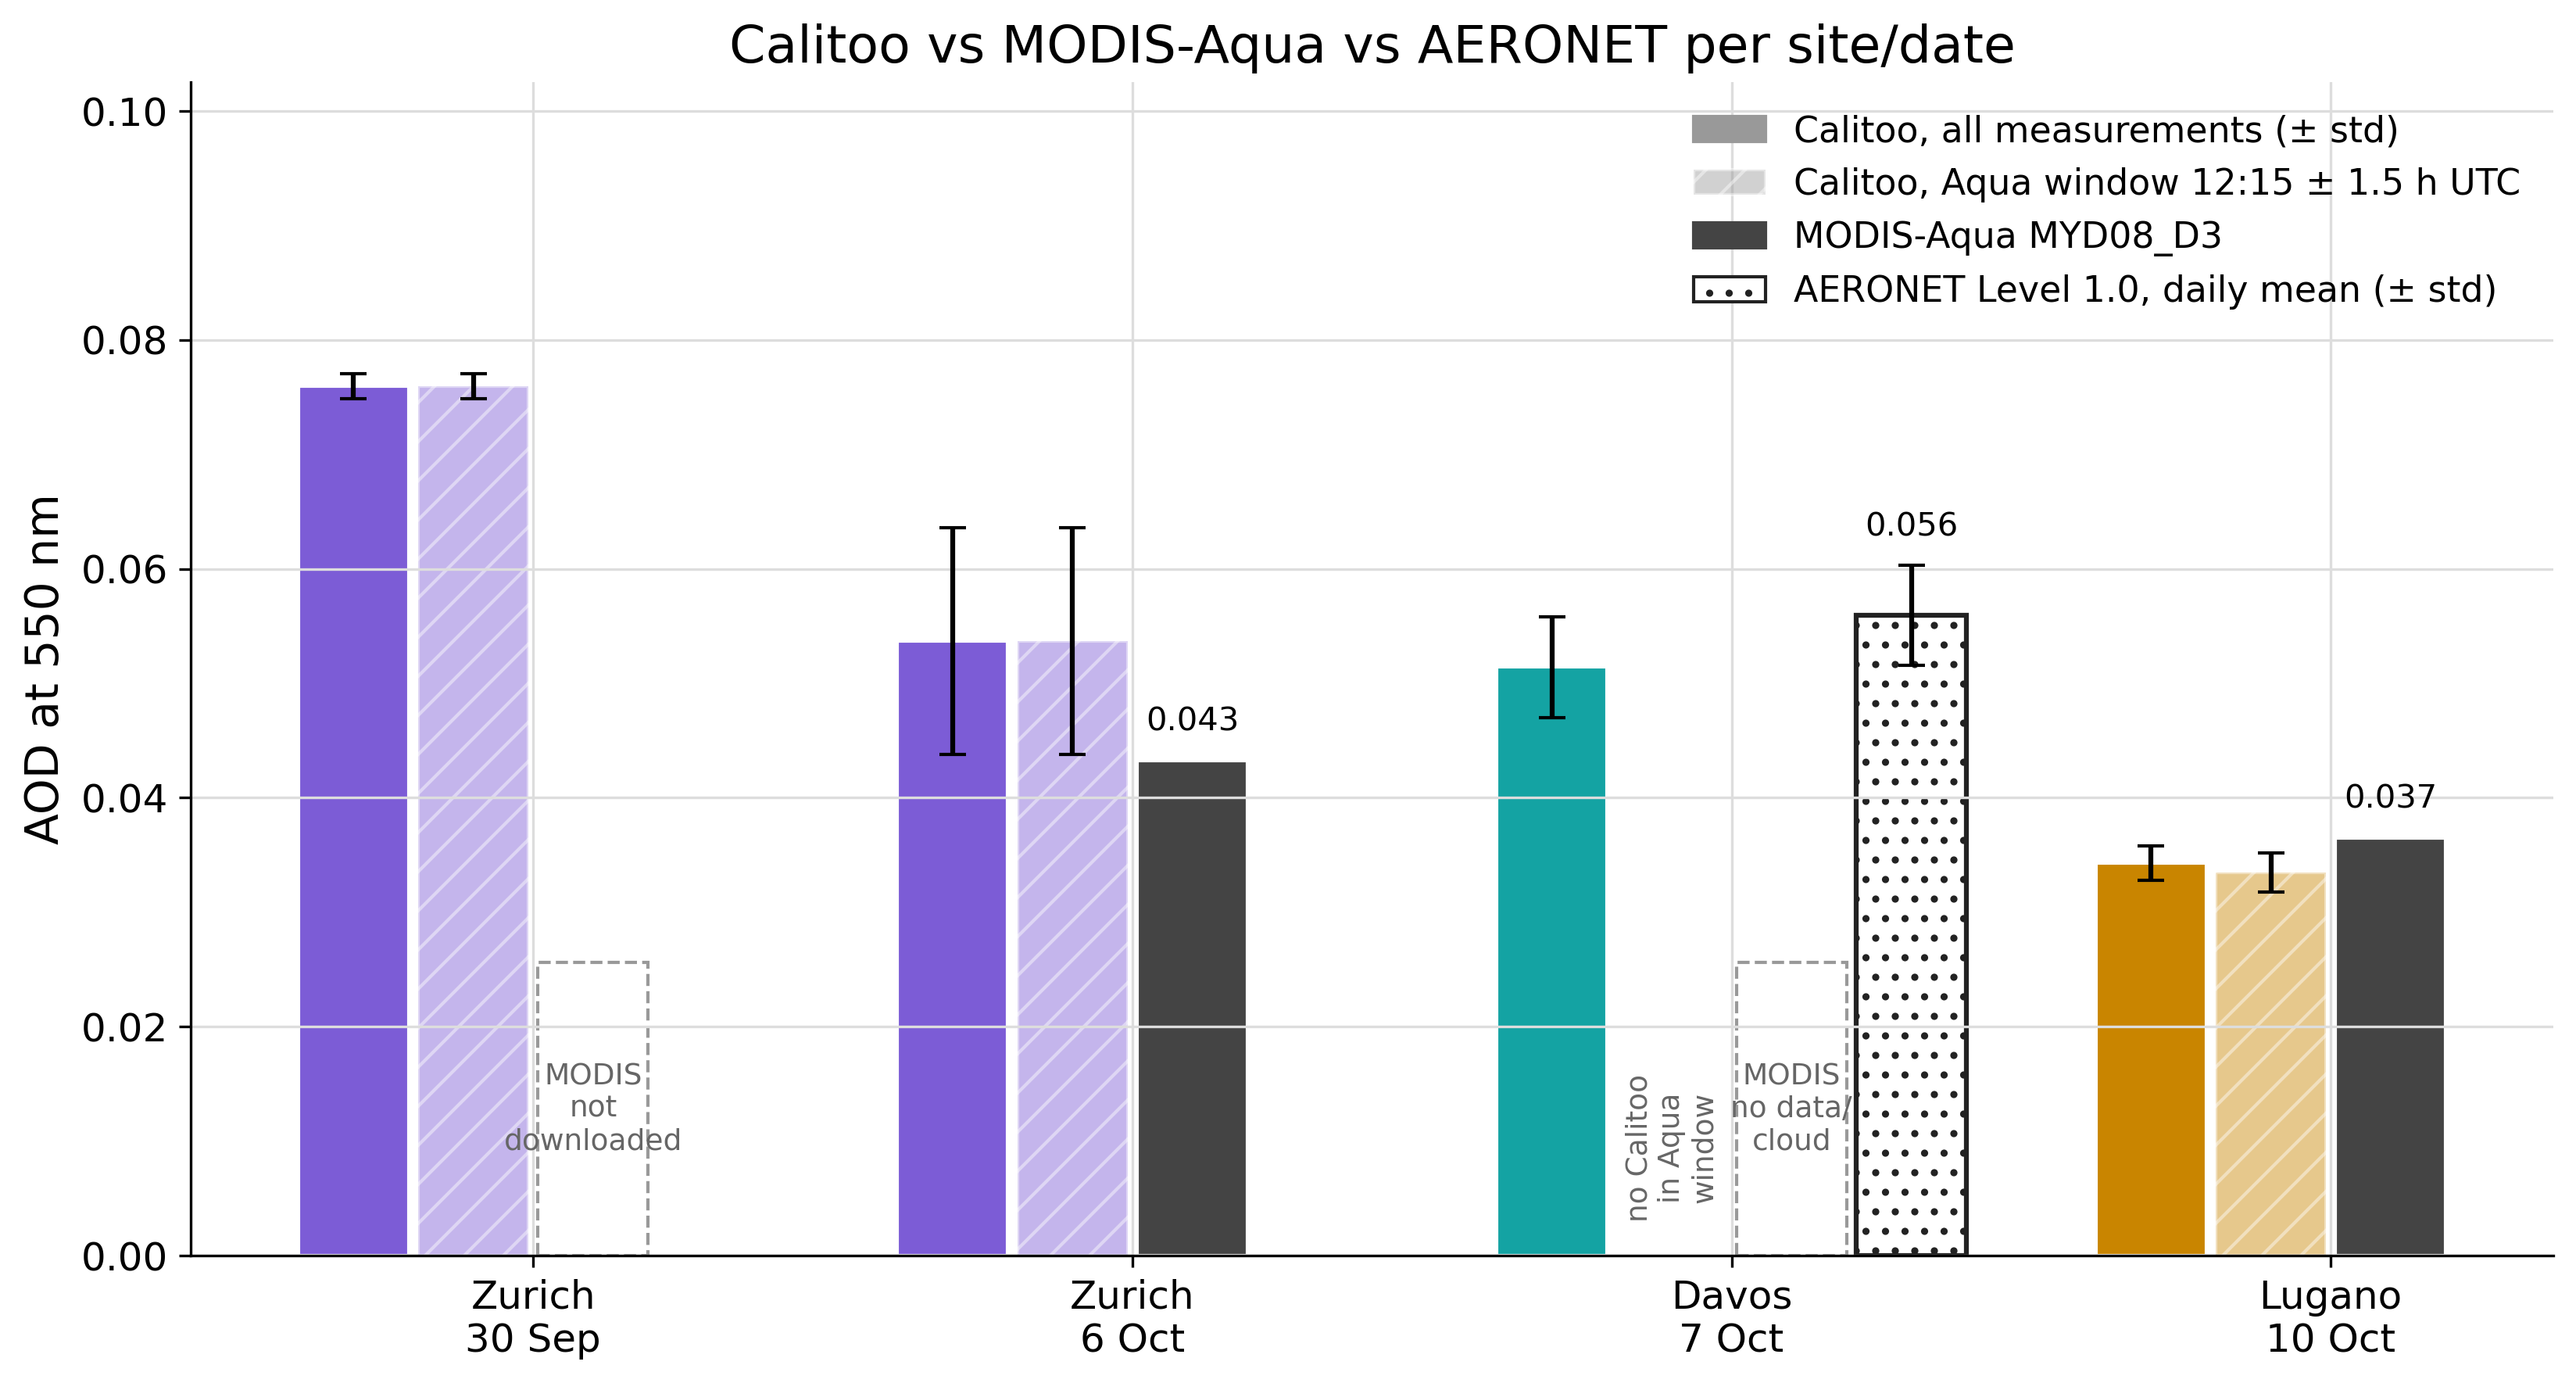 Calitoo vs MODIS-Aqua vs AERONET per site/date
AOD at 550 nm
0.10
0.08
0.06
0.04
0.02
0.00
Calitoo, all measurements (± std)
Calitoo, Aqua window 12:15 ± 1.5 h UTC
MODIS-Aqua MYD08_D3
AERONET Level 1.0, daily mean (± std)
MODIS
not
downloaded
0.043
no Calitoo
in Aqua
window
MODIS
no data/
cloud
0.056
0.037
Zurich
30 Sep
Zurich
6 Oct
Davos
7 Oct
Lugano
10 Oct